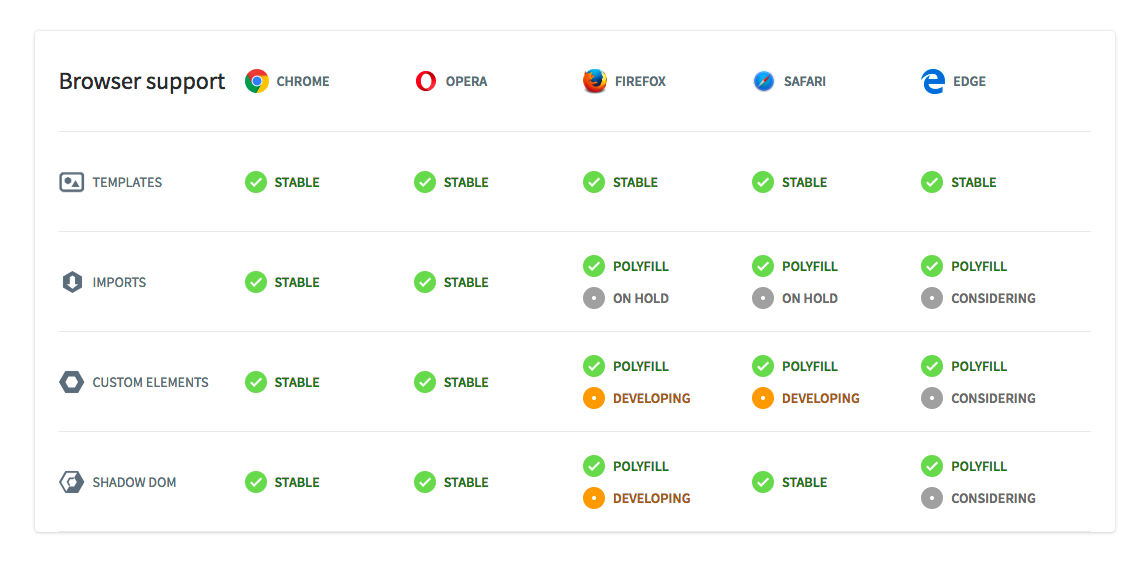 Browser support CHROME OPERA FIREFOX SAFARI EDGE
TEMPLATES STABLE STABLE STABLE STABLE STABLE
IMPORTS STABLE STABLE POLYFILL ON HOLD POLYFILL ON HOLD POLYFILL CONSIDERING
CUSTOM ELEMENTS STABLE STABLE POLYFILL DEVELOPING POLYFILL DEVELOPING POLYFILL CONSIDERING
SHADOW DOM STABLE STABLE POLYFILL DEVELOPING STABLE POLYFILL CONSIDERING